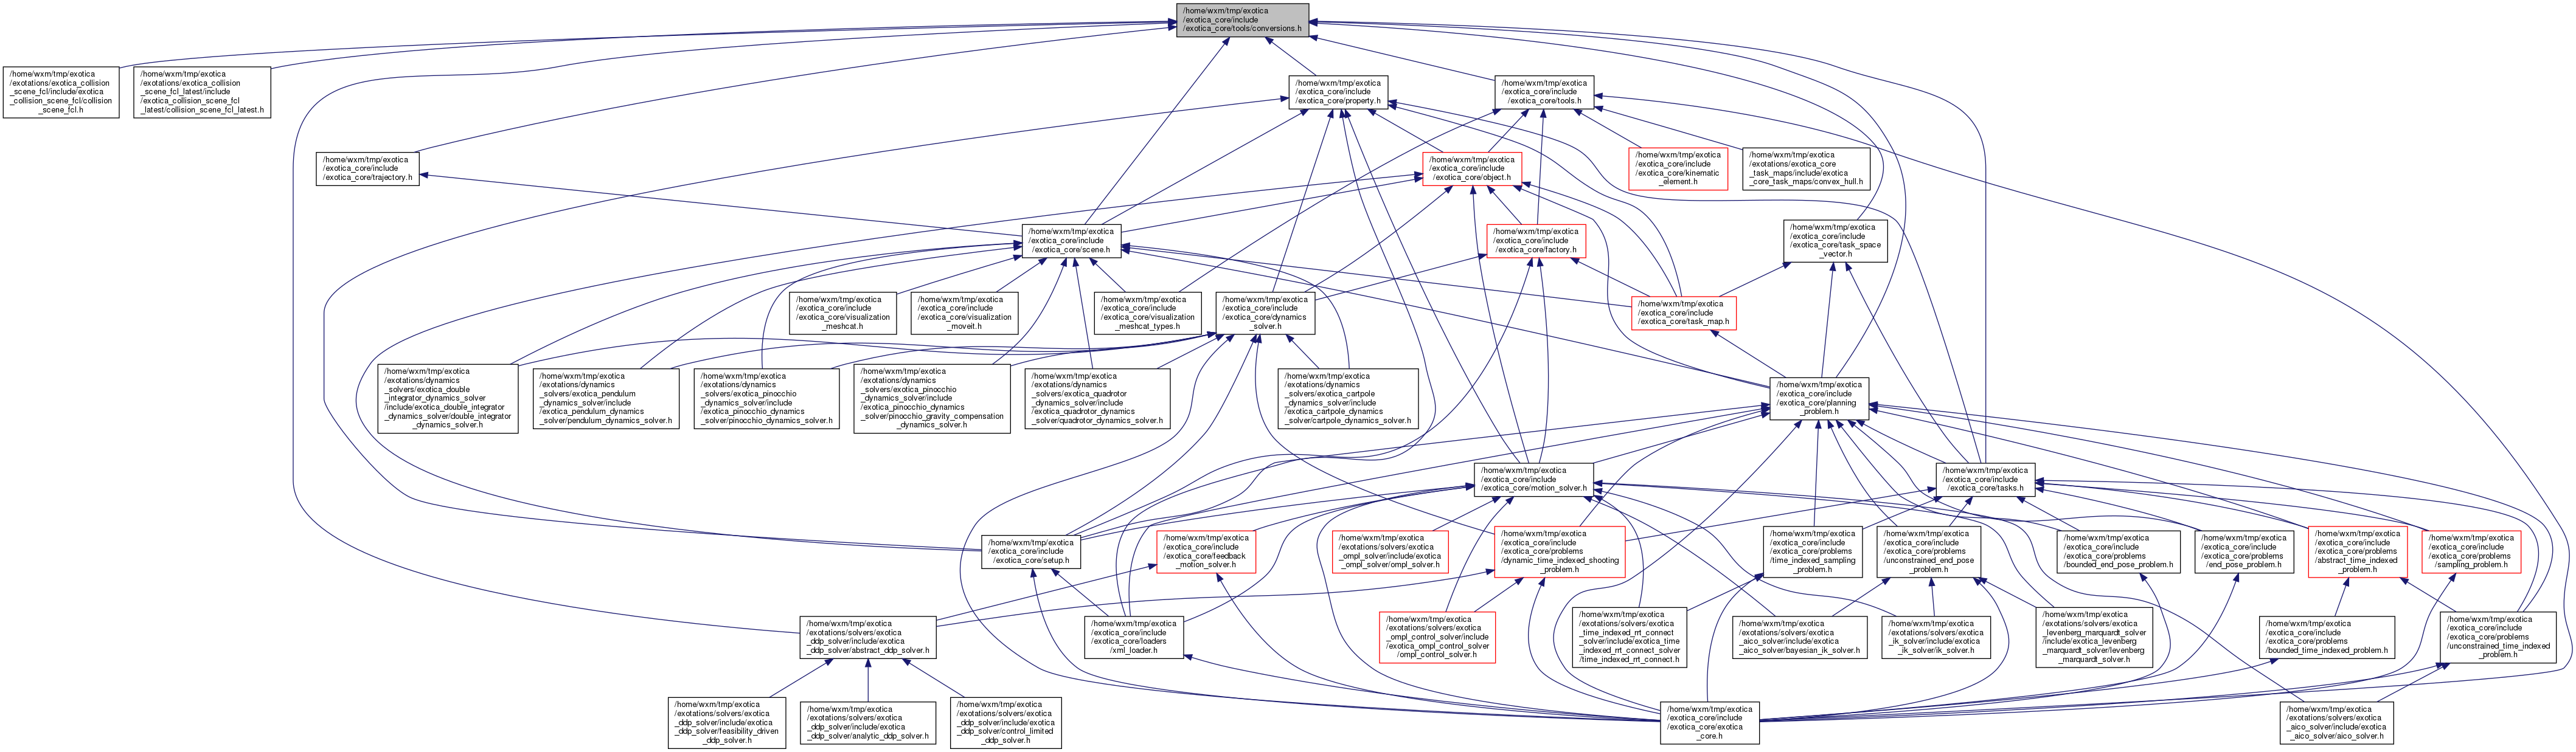 /home/wxm/tmp/exotica
/exotica_core/include
/exotica_core/tools/conversions.h
/home/wxm/tmp/exotica
/exotations/exotica_collision
_scene_fcl/include/exotica
_collision_scene_fcl/collision
_scene_fcl.h
/home/wxm/tmp/exotica
/exotations/exotica_collision
_scene_fcl_latest/include
/exotica_collision_scene_fcl
_latest/collision_scene_fcl_latest.h
/home/wxm/tmp/exotica
/exotica_core/include
/exotica_core/property.h
/home/wxm/tmp/exotica
/exotica_core/include
/exotica_core/tools.h
/home/wxm/tmp/exotica
/exotica_core/include
/exotica_core/trajectory.h
/home/wxm/tmp/exotica
/exotica_core/include
/exotica_core/object.h
/home/wxm/tmp/exotica
/exotica_core/include
/exotica_core/kinematic
_element.h
/home/wxm/tmp/exotica
/exotations/exotica_core
_task_maps/include/exotica
_core_task_maps/convex_hull.h
/home/wxm/tmp/exotica
/exotica_core/include
/exotica_core/scene.h
/home/wxm/tmp/exotica
/exotica_core/include
/exotica_core/factory.h
/home/wxm/tmp/exotica
/exotica_core/include
/exotica_core/task_space
_vector.h
/home/wxm/tmp/exotica
/exotica_core/include
/exotica_core/visualization
_meshcat.h
/home/wxm/tmp/exotica
/exotica_core/include
/exotica_core/visualization
_moveit.h
/home/wxm/tmp/exotica
/exotica_core/include
/exotica_core/visualization
_meshcat_types.h
/home/wxm/tmp/exotica
/exotica_core/include
/exotica_core/dynamics
_solver.h
/home/wxm/tmp/exotica
/exotica_core/include
/exotica_core/task_map.h
/home/wxm/tmp/exotica
/exotations/dynamics
_solvers/exotica_double
_integrator_dynamics_solver
/include/exotica_double_integrator
_dynamics_solver/double_integrator
_dynamics_solver.h
/home/wxm/tmp/exotica
/exotations/dynamics
_solvers/exotica_pendulum
_dynamics_solver/include
/exotica_pendulum_dynamics
_solver/pendulum_dynamics_solver.h
/home/wxm/tmp/exotica
/exotations/dynamics
_solvers/exotica_pinocchio
_dynamics_solver/include
/exotica_pinocchio_dynamics
_solver/pinocchio_dynamics_solver.h
/home/wxm/tmp/exotica
/exotations/dynamics
_solvers/exotica_pinocchio
_dynamics_solver/include
/exotica_pinocchio_dynamics
_solver/pinocchio_gravity_compensation
_dynamics_solver.h
/home/wxm/tmp/exotica
/exotations/dynamics
_solvers/exotica_quadrotor
_dynamics_solver/include
/exotica_quadrotor_dynamics
_solver/quadrotor_dynamics_solver.h
/home/wxm/tmp/exotica
/exotations/dynamics
_solvers/exotica_cartpole
_dynamics_solver/include
/exotica_cartpole_dynamics
_solver/cartpole_dynamics_solver.h
/home/wxm/tmp/exotica
/exotica_core/include
/exotica_core/planning
_problem.h
/home/wxm/tmp/exotica
/exotica_core/include
/exotica_core/motion_solver.h
/home/wxm/tmp/exotica
/exotica_core/include
/exotica_core/tasks.h
/home/wxm/tmp/exotica
/exotica_core/include
/exotica_core/setup.h
/home/wxm/tmp/exotica
/exotica_core/include
/exotica_core/feedback
_motion_solver.h
/home/wxm/tmp/exotica
/exotations/solvers/exotica
_ompl_solver/include/exotica
_ompl_solver/ompl_solver.h
/home/wxm/tmp/exotica
/exotica_core/include
/exotica_core/problems
/dynamic_time_indexed_shooting
_problem.h
/home/wxm/tmp/exotica
/exotica_core/include
/exotica_core/problems
/time_indexed_sampling
_problem.h
/home/wxm/tmp/exotica
/exotica_core/include
/exotica_core/problems
/unconstrained_end_pose
_problem.h
/home/wxm/tmp/exotica
/exotica_core/include
/exotica_core/problems
/bounded_end_pose_problem.h
/home/wxm/tmp/exotica
/exotica_core/include
/exotica_core/problems
/end_pose_problem.h
/home/wxm/tmp/exotica
/exotica_core/include
/exotica_core/problems
/abstract_time_indexed
_problem.h
/home/wxm/tmp/exotica
/exotica_core/include
/exotica_core/problems
/sampling_problem.h
/home/wxm/tmp/exotica
/exotations/solvers/exotica
_ddp_solver/include/exotica
_ddp_solver/abstract_ddp_solver.h
/home/wxm/tmp/exotica
/exotica_core/include
/exotica_core/loaders
/xml_loader.h
/home/wxm/tmp/exotica
/exotations/solvers/exotica
_ompl_control_solver/include
/exotica_ompl_control_solver
/ompl_control_solver.h
/home/wxm/tmp/exotica
/exotations/solvers/exotica
_time_indexed_rrt_connect
_solver/include/exotica_time
_indexed_rrt_connect_solver
/time_indexed_rrt_connect.h
/home/wxm/tmp/exotica
/exotations/solvers/exotica
_aico_solver/include/exotica
_aico_solver/bayesian_ik_solver.h
/home/wxm/tmp/exotica
/exotations/solvers/exotica
_ik_solver/include/exotica
_ik_solver/ik_solver.h
/home/wxm/tmp/exotica
/exotations/solvers/exotica
_levenberg_marquardt_solver
/include/exotica_levenberg
_marquardt_solver/levenberg
_marquardt_solver.h
/home/wxm/tmp/exotica
/exotica_core/include
/exotica_core/problems
/bounded_time_indexed_problem.h
/home/wxm/tmp/exotica
/exotica_core/include
/exotica_core/problems
/unconstrained_time_indexed
_problem.h
/home/wxm/tmp/exotica
/exotations/solvers/exotica
_ddp_solver/include/exotica
_ddp_solver/feasibility_driven
_ddp_solver.h
/home/wxm/tmp/exotica
/exotations/solvers/exotica
_ddp_solver/include/exotica
_ddp_solver/analytic_ddp_solver.h
/home/wxm/tmp/exotica
/exotations/solvers/exotica
_ddp_solver/include/exotica
_ddp_solver/control_limited
_ddp_solver.h
/home/wxm/tmp/exotica
/exotica_core/include
/exotica_core/exotica
_core.h
/home/wxm/tmp/exotica
/exotations/solvers/exotica
_aico_solver/include/exotica
_aico_solver/aico_solver.h